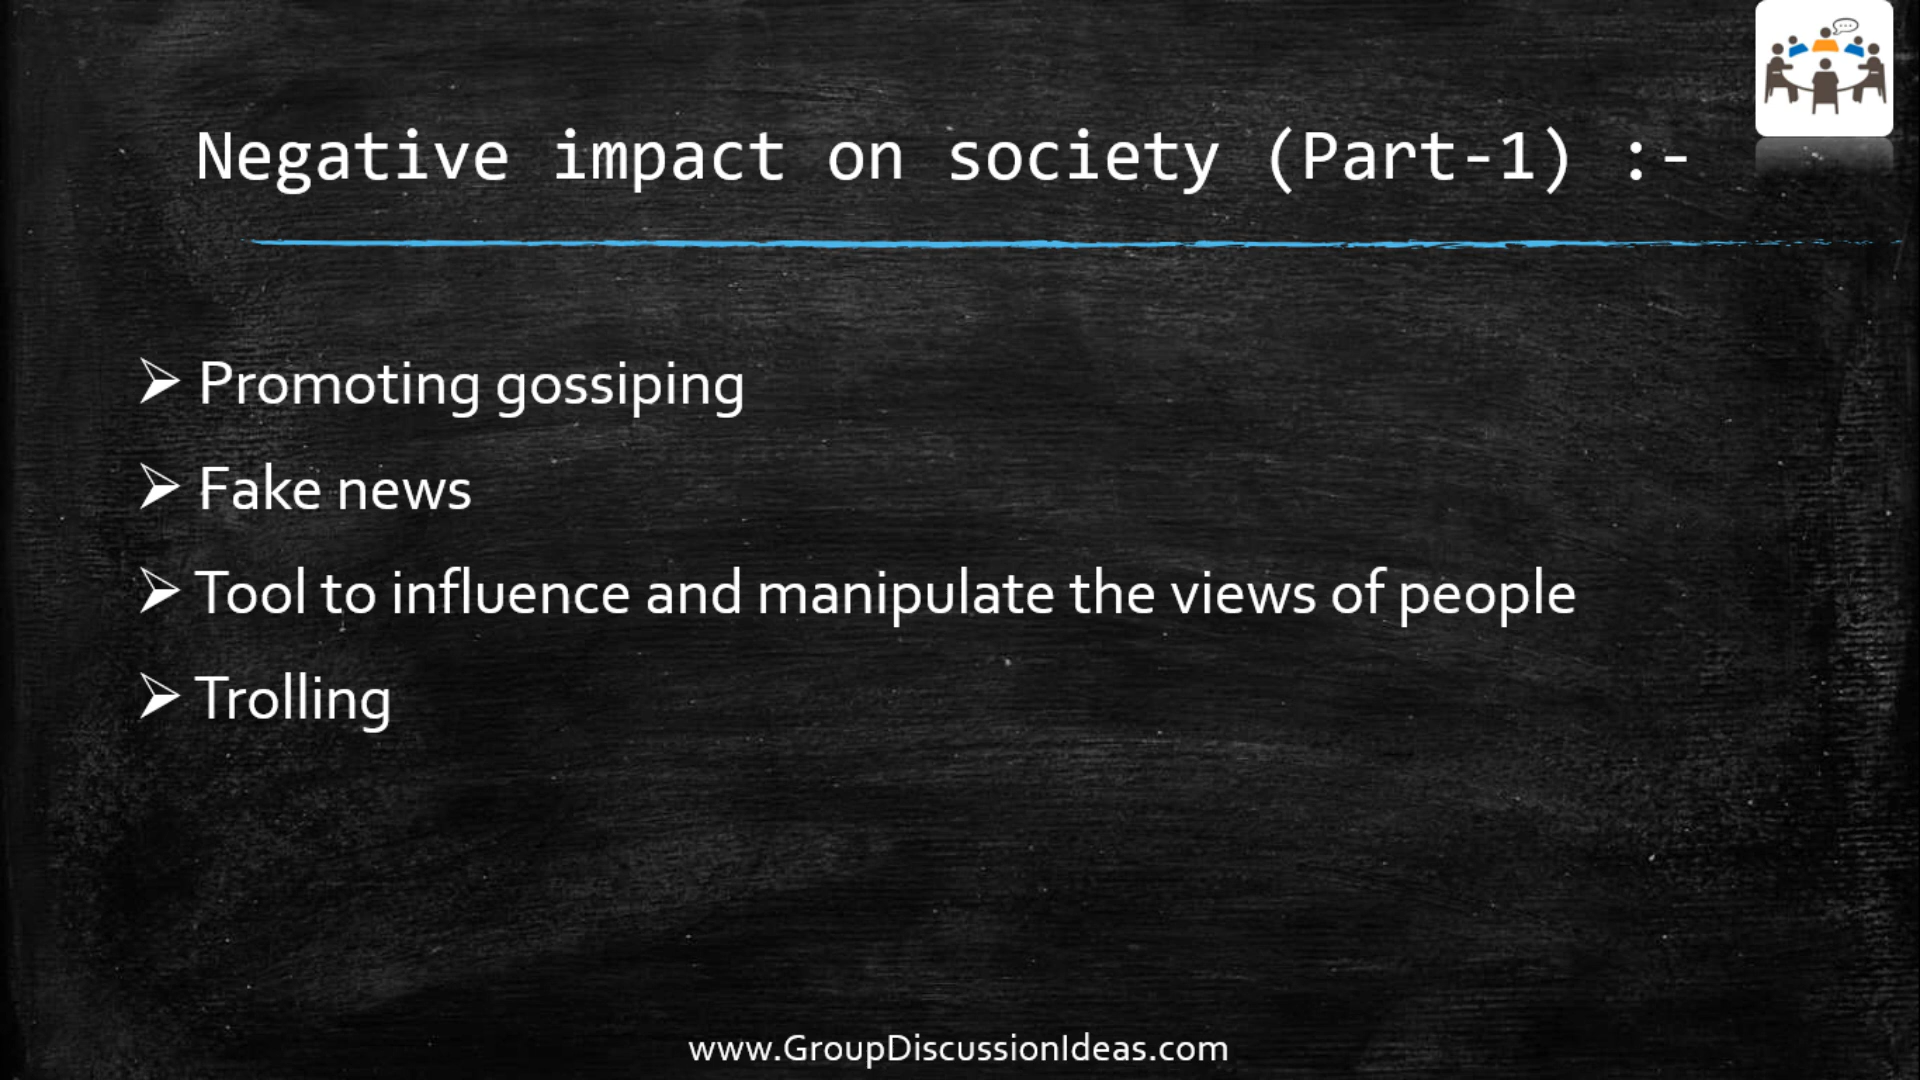 Negative impact on society (Part-1) :-
➢ Promoting gossiping
➢ Fake news
➢ Tool to influence and manipulate the views of people
➢ Trolling
www.GroupDiscussionIdeas.com